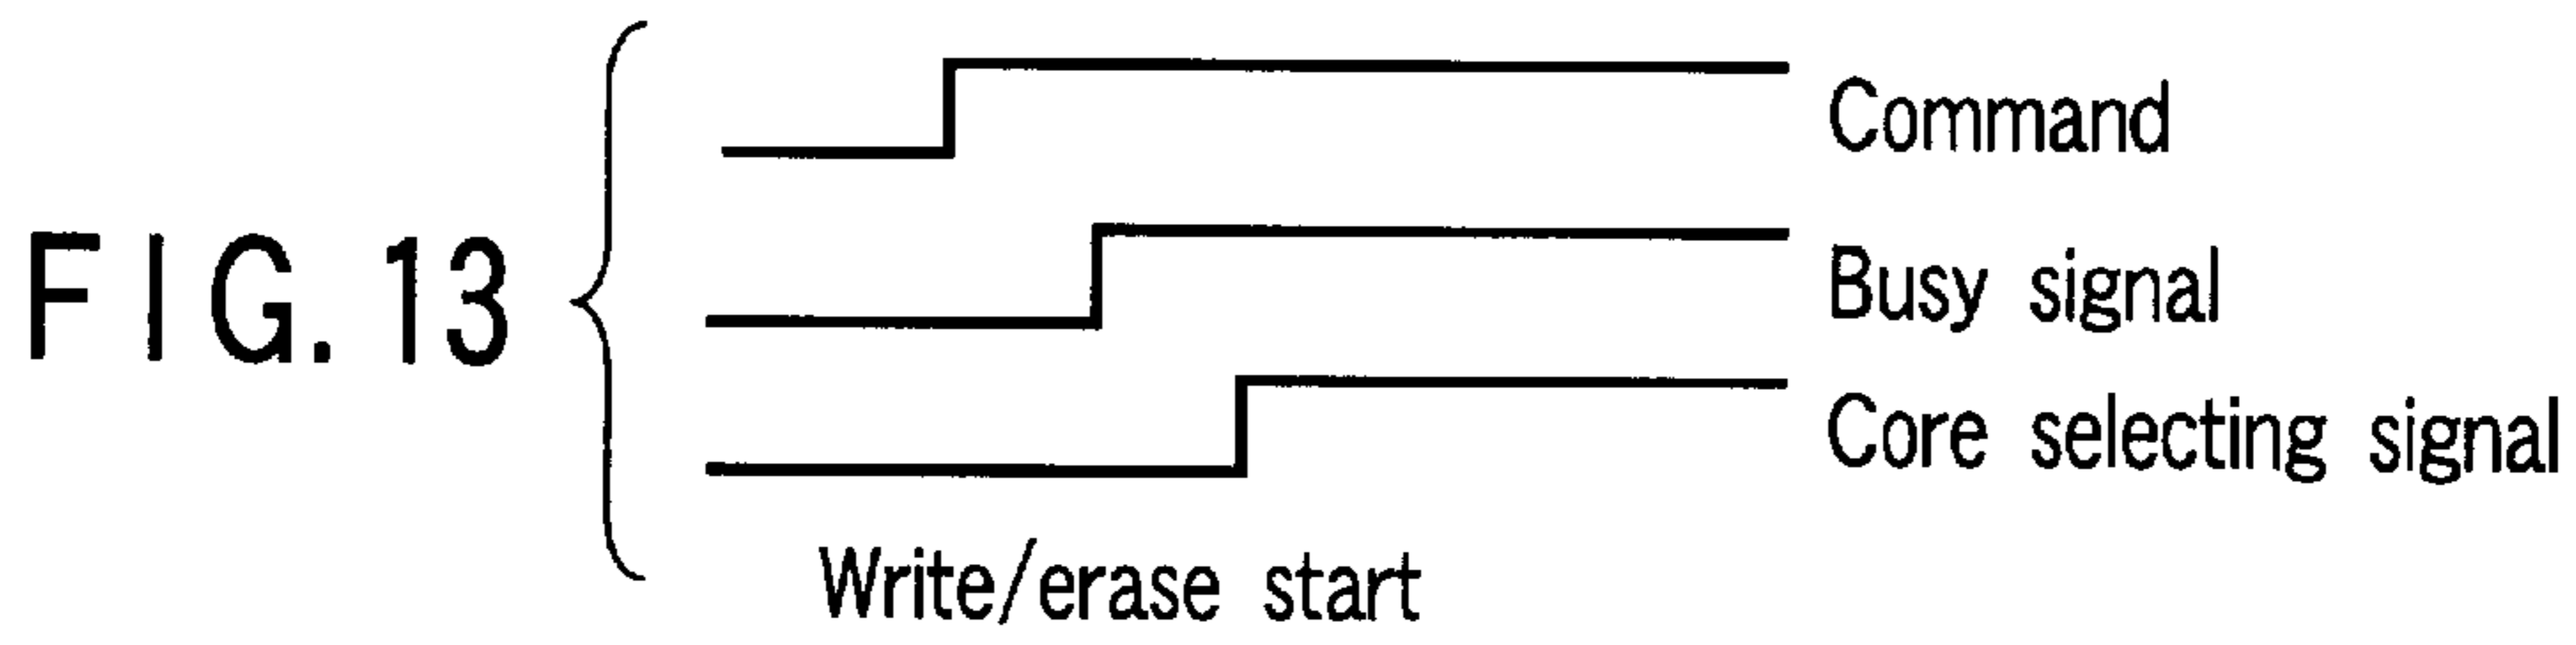 FIG.13
Command
Busy signal
Core selecting signal
Write/erase start